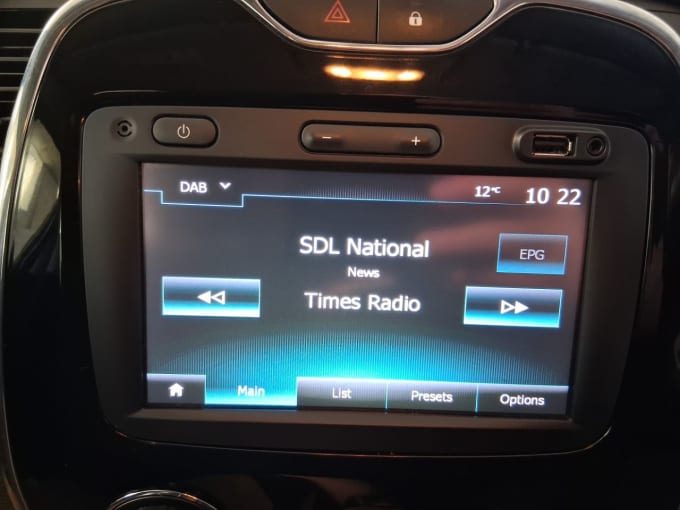 DAB
12°C
10 22
SDL National
EPG
News
Times Radio
Main
List
Presets
Options